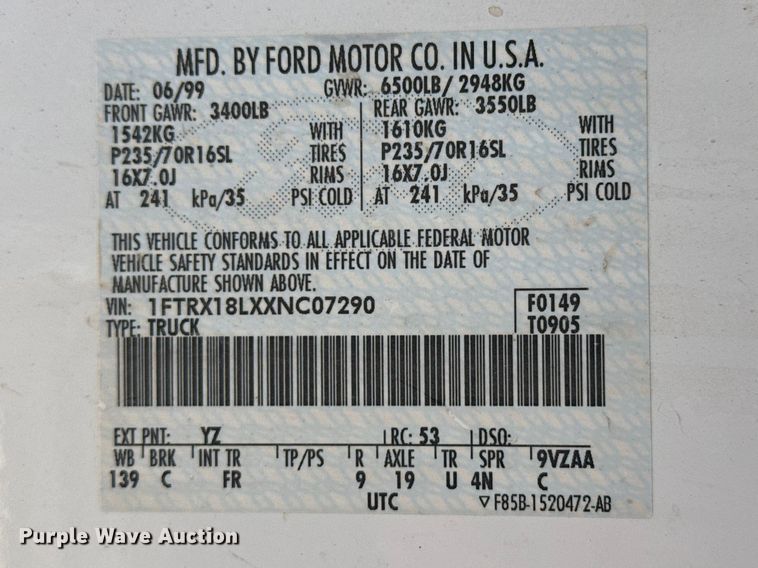 MFD. BY FORD MOTOR CO. IN U.S.A.
DATE: 06/99 GVWR: 6500LB/ 2948KG
FRONT GAWR: 3400LB REAR GAWR: 3550LB
1542KG WITH 1610KG WITH
P235/70R16SL TIRES P235/70R16SL TIRES
16X7.0J RIMS 16X7.0J RIMS
AT 241 kPa/35 PSI COLD AT 241 kPa/35 PSI COLD
THIS VEHICLE CONFORMS TO ALL APPLICABLE FEDERAL MOTOR
VEHICLE SAFETY STANDARDS IN EFFECT ON THE DATE OF
MANUFACTURE SHOWN ABOVE.
VIN: 1FTRX18LXXNC07290 F0149
TYPE: TRUCK T0905
EXT PNT: YZ RC: 53 DSO:
WB BRK INT TR TP/PS R AXLE TR SPR 9VZAA
139 C FR 9 19 U 4N C
UTC ▽ F85B-1520472-AB
Purple Wave Auction